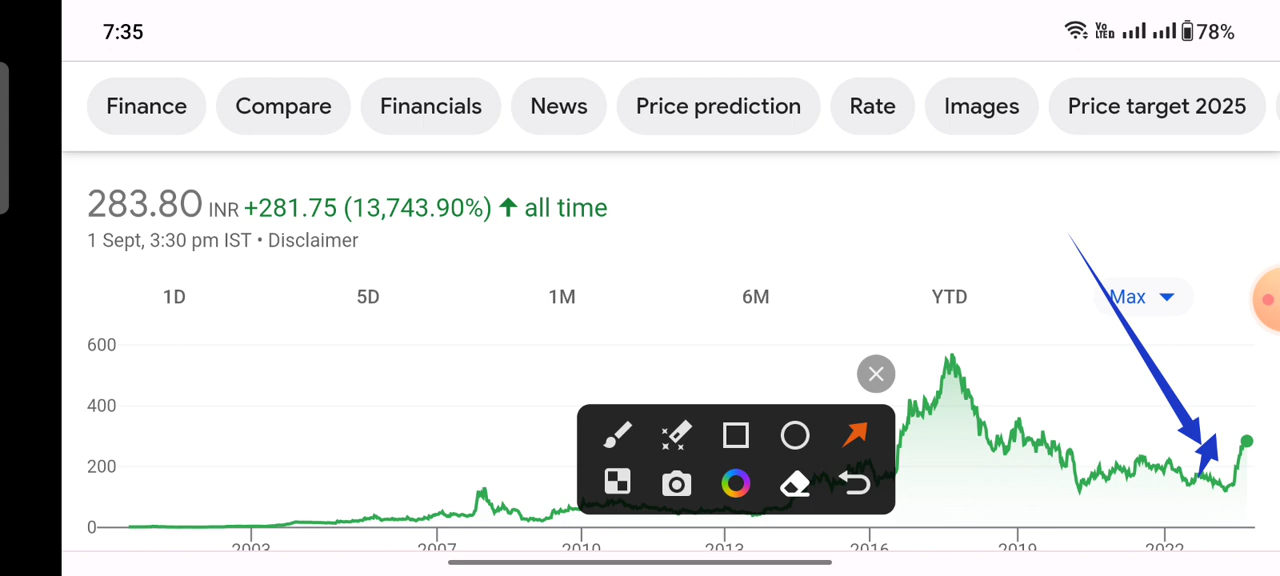 7:35 Vo LTED 78%
Finance Compare Financials News Price prediction Rate Images Price target 2025
283.80 INR +281.75 (13,743.90%) ↑ all time
1 Sept, 3:30 pm IST • Disclaimer
1D 5D 1M 6M YTD Max
600
400
200
0
2003 2007 2010 2013 2016 2019 2022